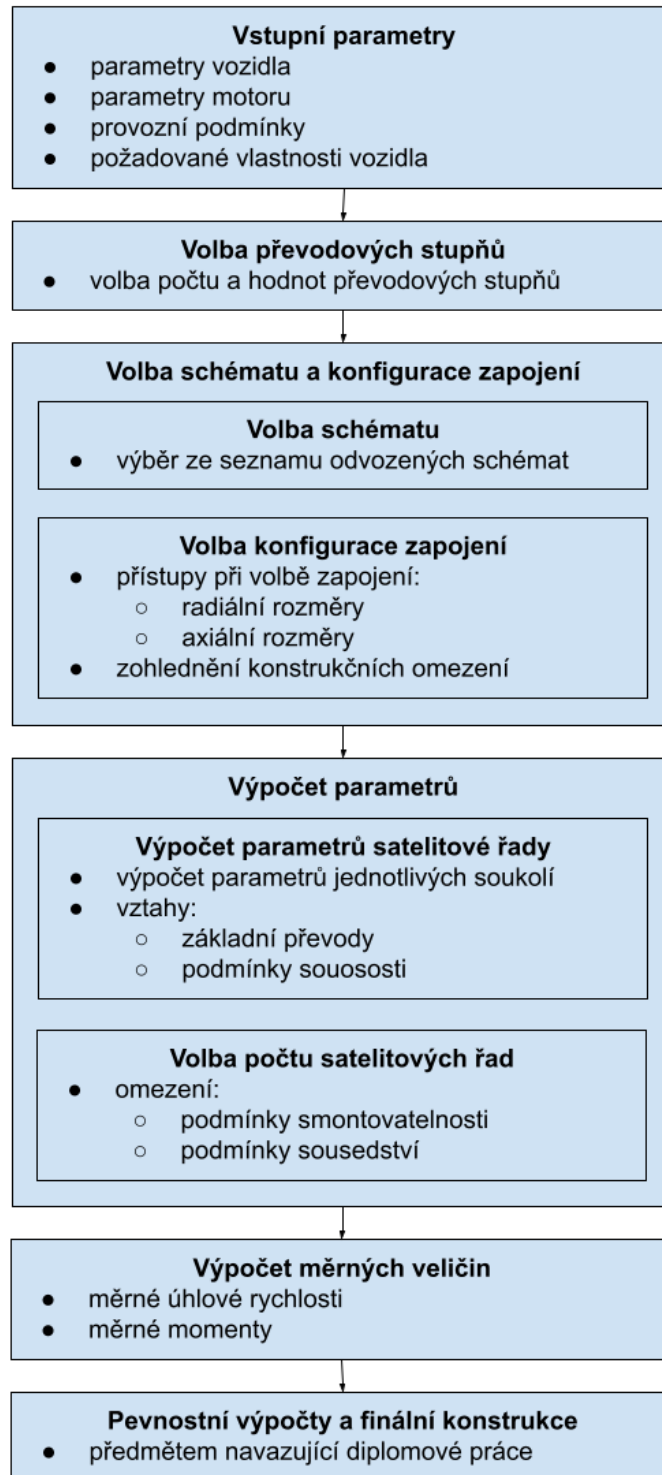 Vstupní parametry
● parametry vozidla
● parametry motoru
● provozní podmínky
● požadované vlastnosti vozidla
Volba převodových stupňů
● volba počtu a hodnot převodových stupňů
Volba schématu a konfigurace zapojení
Volba schématu
● výběr ze seznamu odvozených schémat
Volba konfigurace zapojení
● přístupy při volbě zapojení:
○ radiální rozměry
○ axiální rozměry
● zohlednění konstrukčních omezení
Výpočet parametrů
Výpočet parametrů satelitové řady
● výpočet parametrů jednotlivých soukolí
● vztahy:
○ základní převody
○ podmínky souososti
Volba počtu satelitových řad
● omezení:
○ podmínky smontovatelnosti
○ podmínky sousedství
Výpočet měrných veličin
● měrné úhlové rychlosti
● měrné momenty
Pevnostní výpočty a finální konstrukce
● předmětem navazující diplomové práce